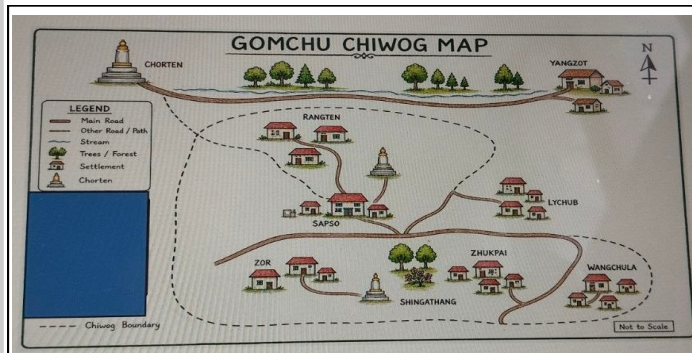 GOMCHU CHIWOG MAP
N
CHORTEN
YANGZOT
LEGEND
Main Road
Other Road / Path
Stream
Trees / Forest
Settlement
Chorten
RANGTEN
LYCHUB
SAPSO
ZOR
ZHUKPAI
WANGCHULA
SHINGATHANG
Chiwog Boundary
Not to Scale